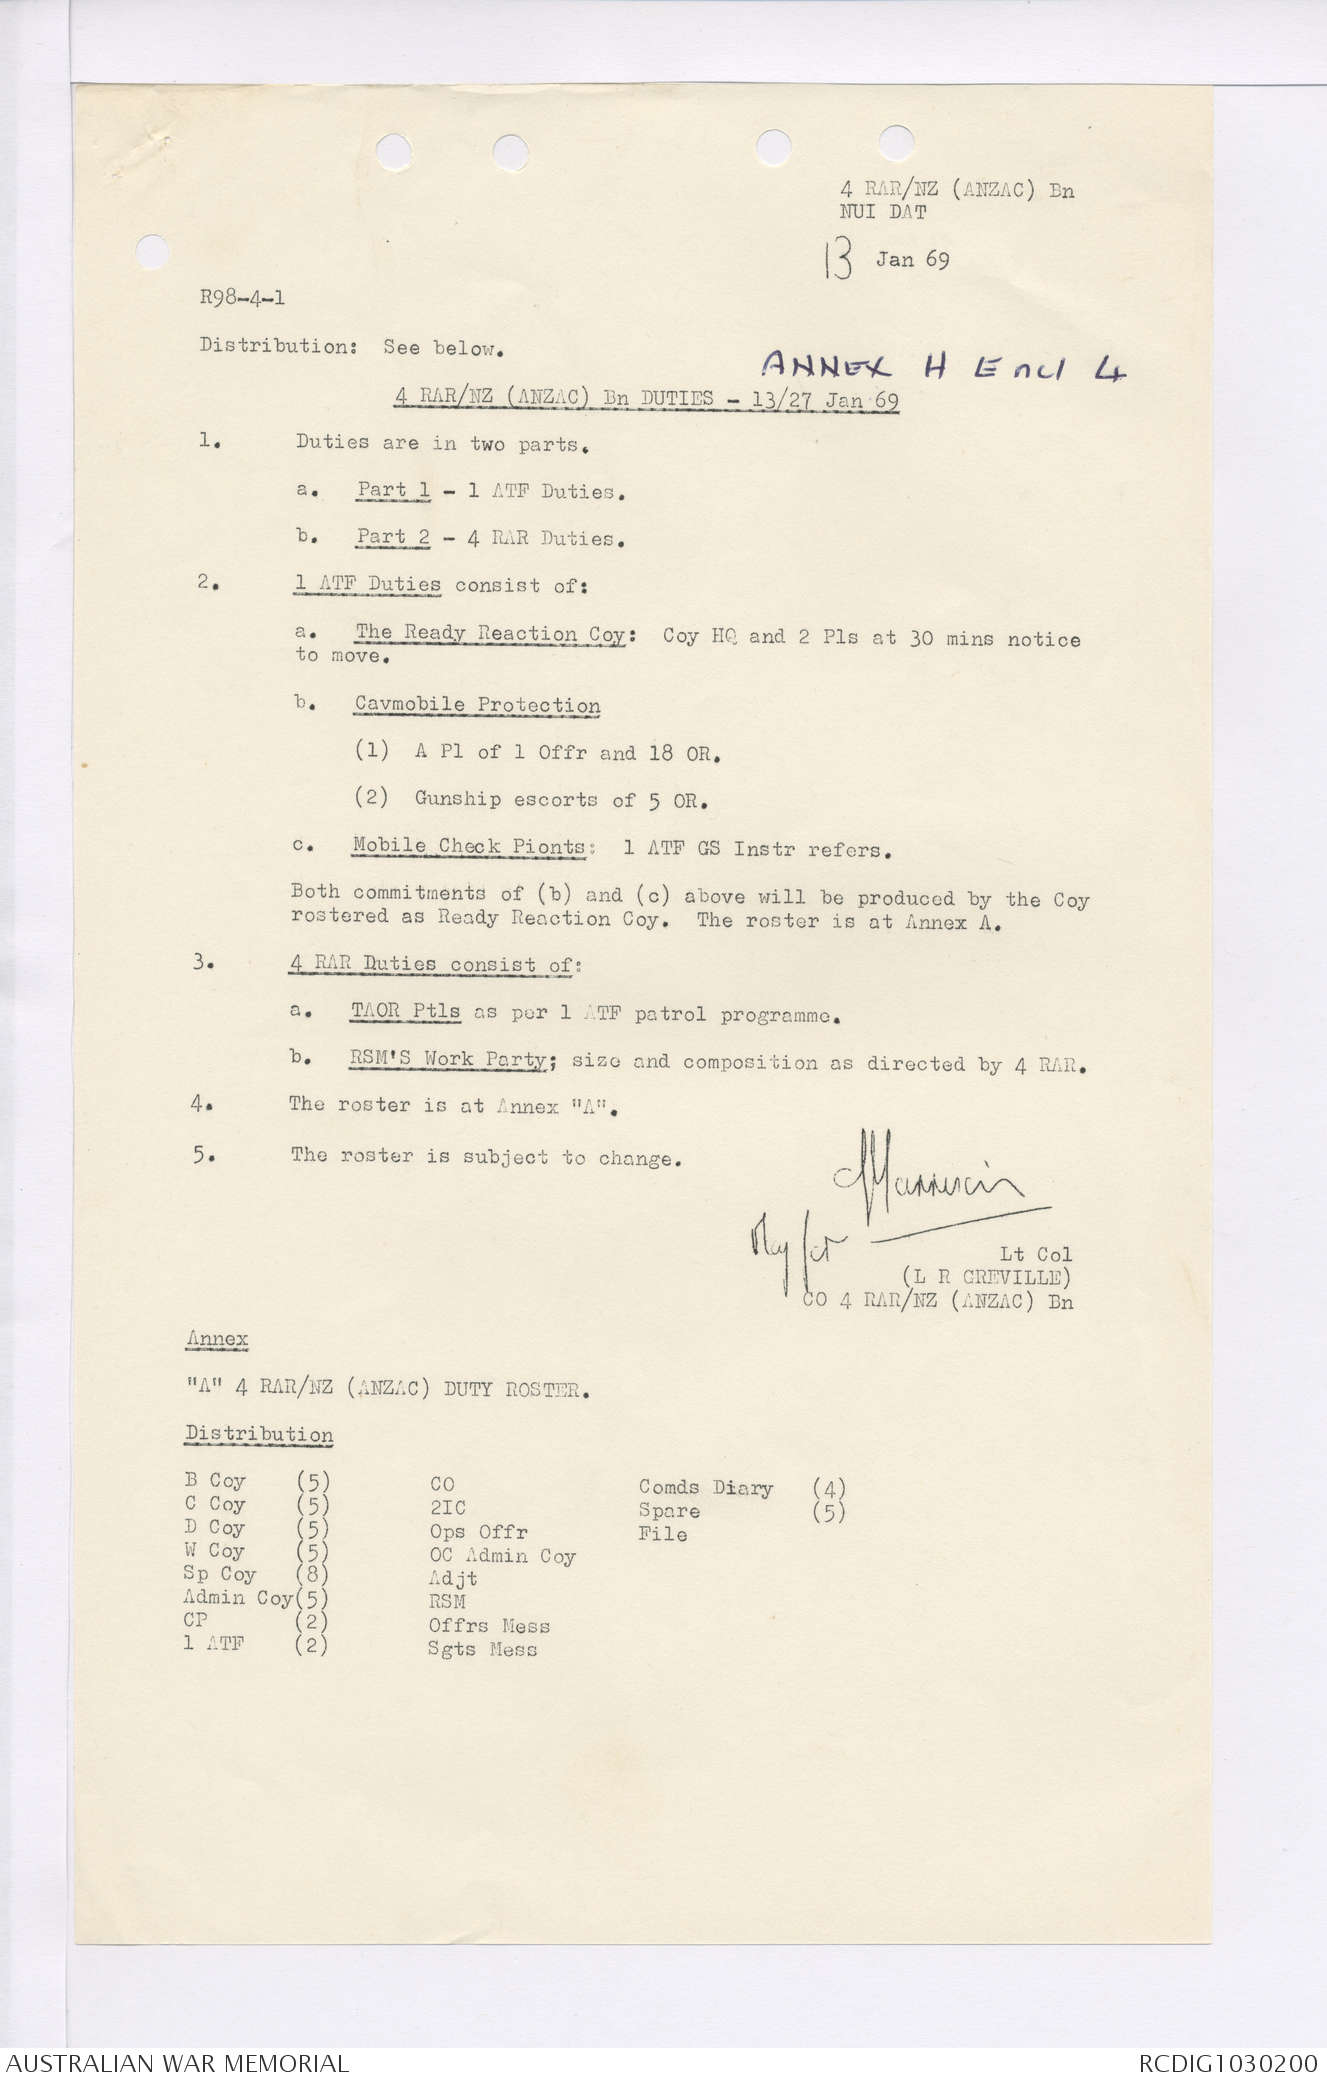 4 RAR/NZ (ANZAC) Bn
NUI DAT
13 Jan 69
R98-4-1
Distribution: See below.
ANNEX H Encl 4
4 RAR/NZ (ANZAC) Bn DUTIES - 13/27 Jan 69
1. Duties are in two parts.
a. Part 1 - 1 ATF Duties.
b. Part 2 - 4 RAR Duties.
2. 1 ATF Duties consist of:
a. The Ready Reaction Coy: Coy HQ and 2 Pls at 30 mins notice
to move.
b. Cavmobile Protection
(1) A Pl of 1 Offr and 18 OR.
(2) Gunship escorts of 5 OR.
c. Mobile Check Pionts: 1 ATF GS Instr refers.
Both commitments of (b) and (c) above will be produced by the Coy
rostered as Ready Reaction Coy. The roster is at Annex A.
3. 4 RAR Duties consist of:
a. TAOR Ptls as per 1 ATF patrol programme.
b. RSM'S Work Party; size and composition as directed by 4 RAR.
4. The roster is at Annex "A".
5. The roster is subject to change.
Lt Col
(L R GREVILLE)
CO 4 RAR/NZ (ANZAC) Bn
Annex
"A" 4 RAR/NZ (ANZAC) DUTY ROSTER.
Distribution
B Coy (5) CO Comds Diary (4)
C Coy (5) 2IC Spare (5)
D Coy (5) Ops Offr File
W Coy (5) OC Admin Coy
Sp Coy (8) Adjt
Admin Coy(5) RSM
CP (2) Offrs Mess
1 ATF (2) Sgts Mess
AUSTRALIAN WAR MEMORIAL RCDIG1030200